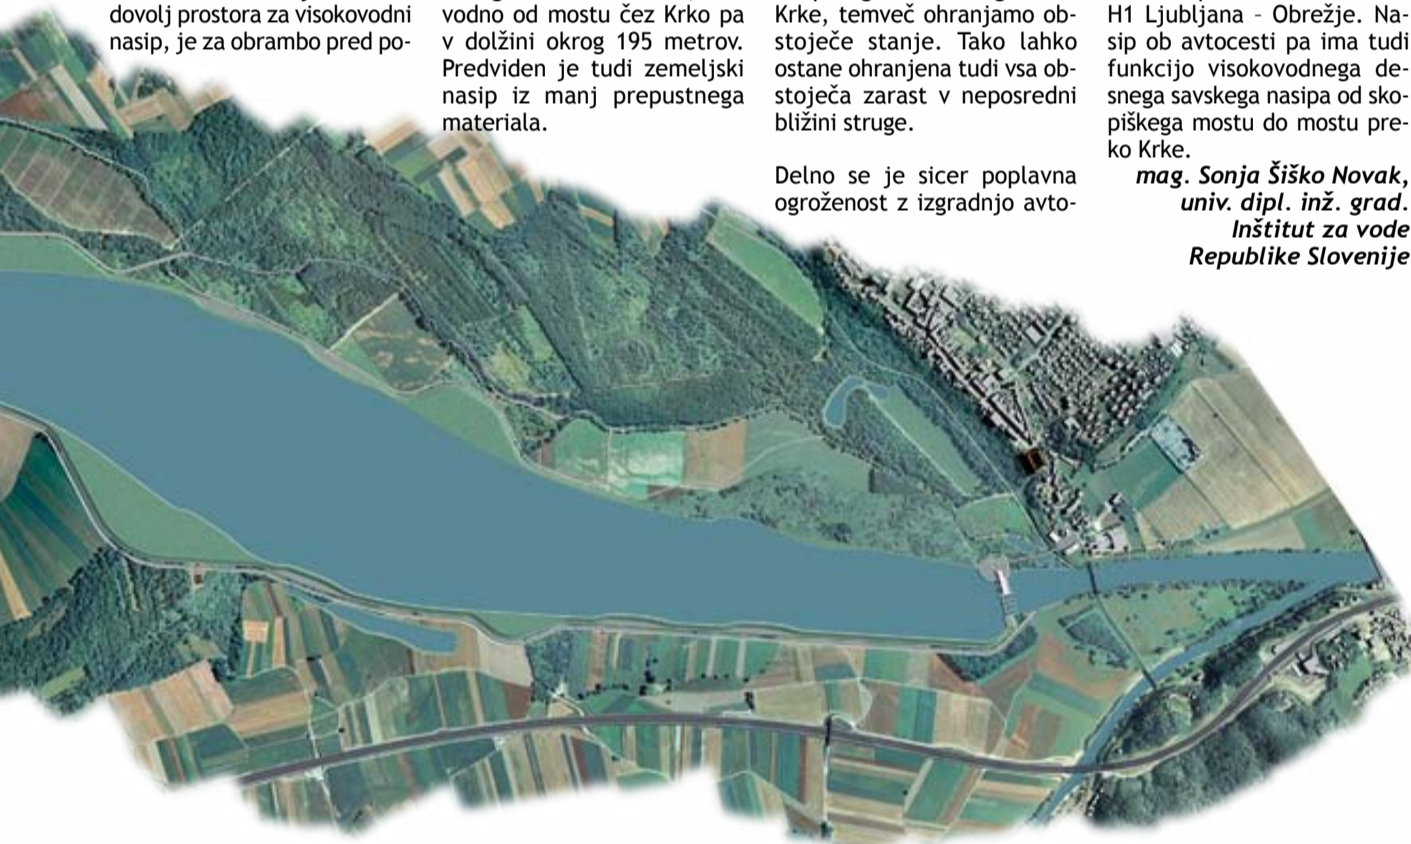 dovolj prostora za visokovodni
nasip, je za obrambo pred po-
vodno od mostu čez Krko pa
v dolžini okrog 195 metrov.
Predviden je tudi zemeljski
nasip iz manj prepustnega
materiala.
Krke, temveč ohranjamo ob-
stoječe stanje. Tako lahko
ostane ohranjena tudi vsa ob-
stoječa zarast v neposredni
bližini struge.
Delno se je sicer poplavna
ogroženost z izgradnjo avto-
H1 Ljubljana - Obrežje. Na-
sip ob avtocesti pa ima tudi
funkcijo visokovodnega de-
snega savskega nasipa od sko-
piškega mostu do mostu pre-
ko Krke.
mag. Sonja Šiško Novak,
univ. dipl. inž. grad.
Inštitut za vode
Republike Slovenije